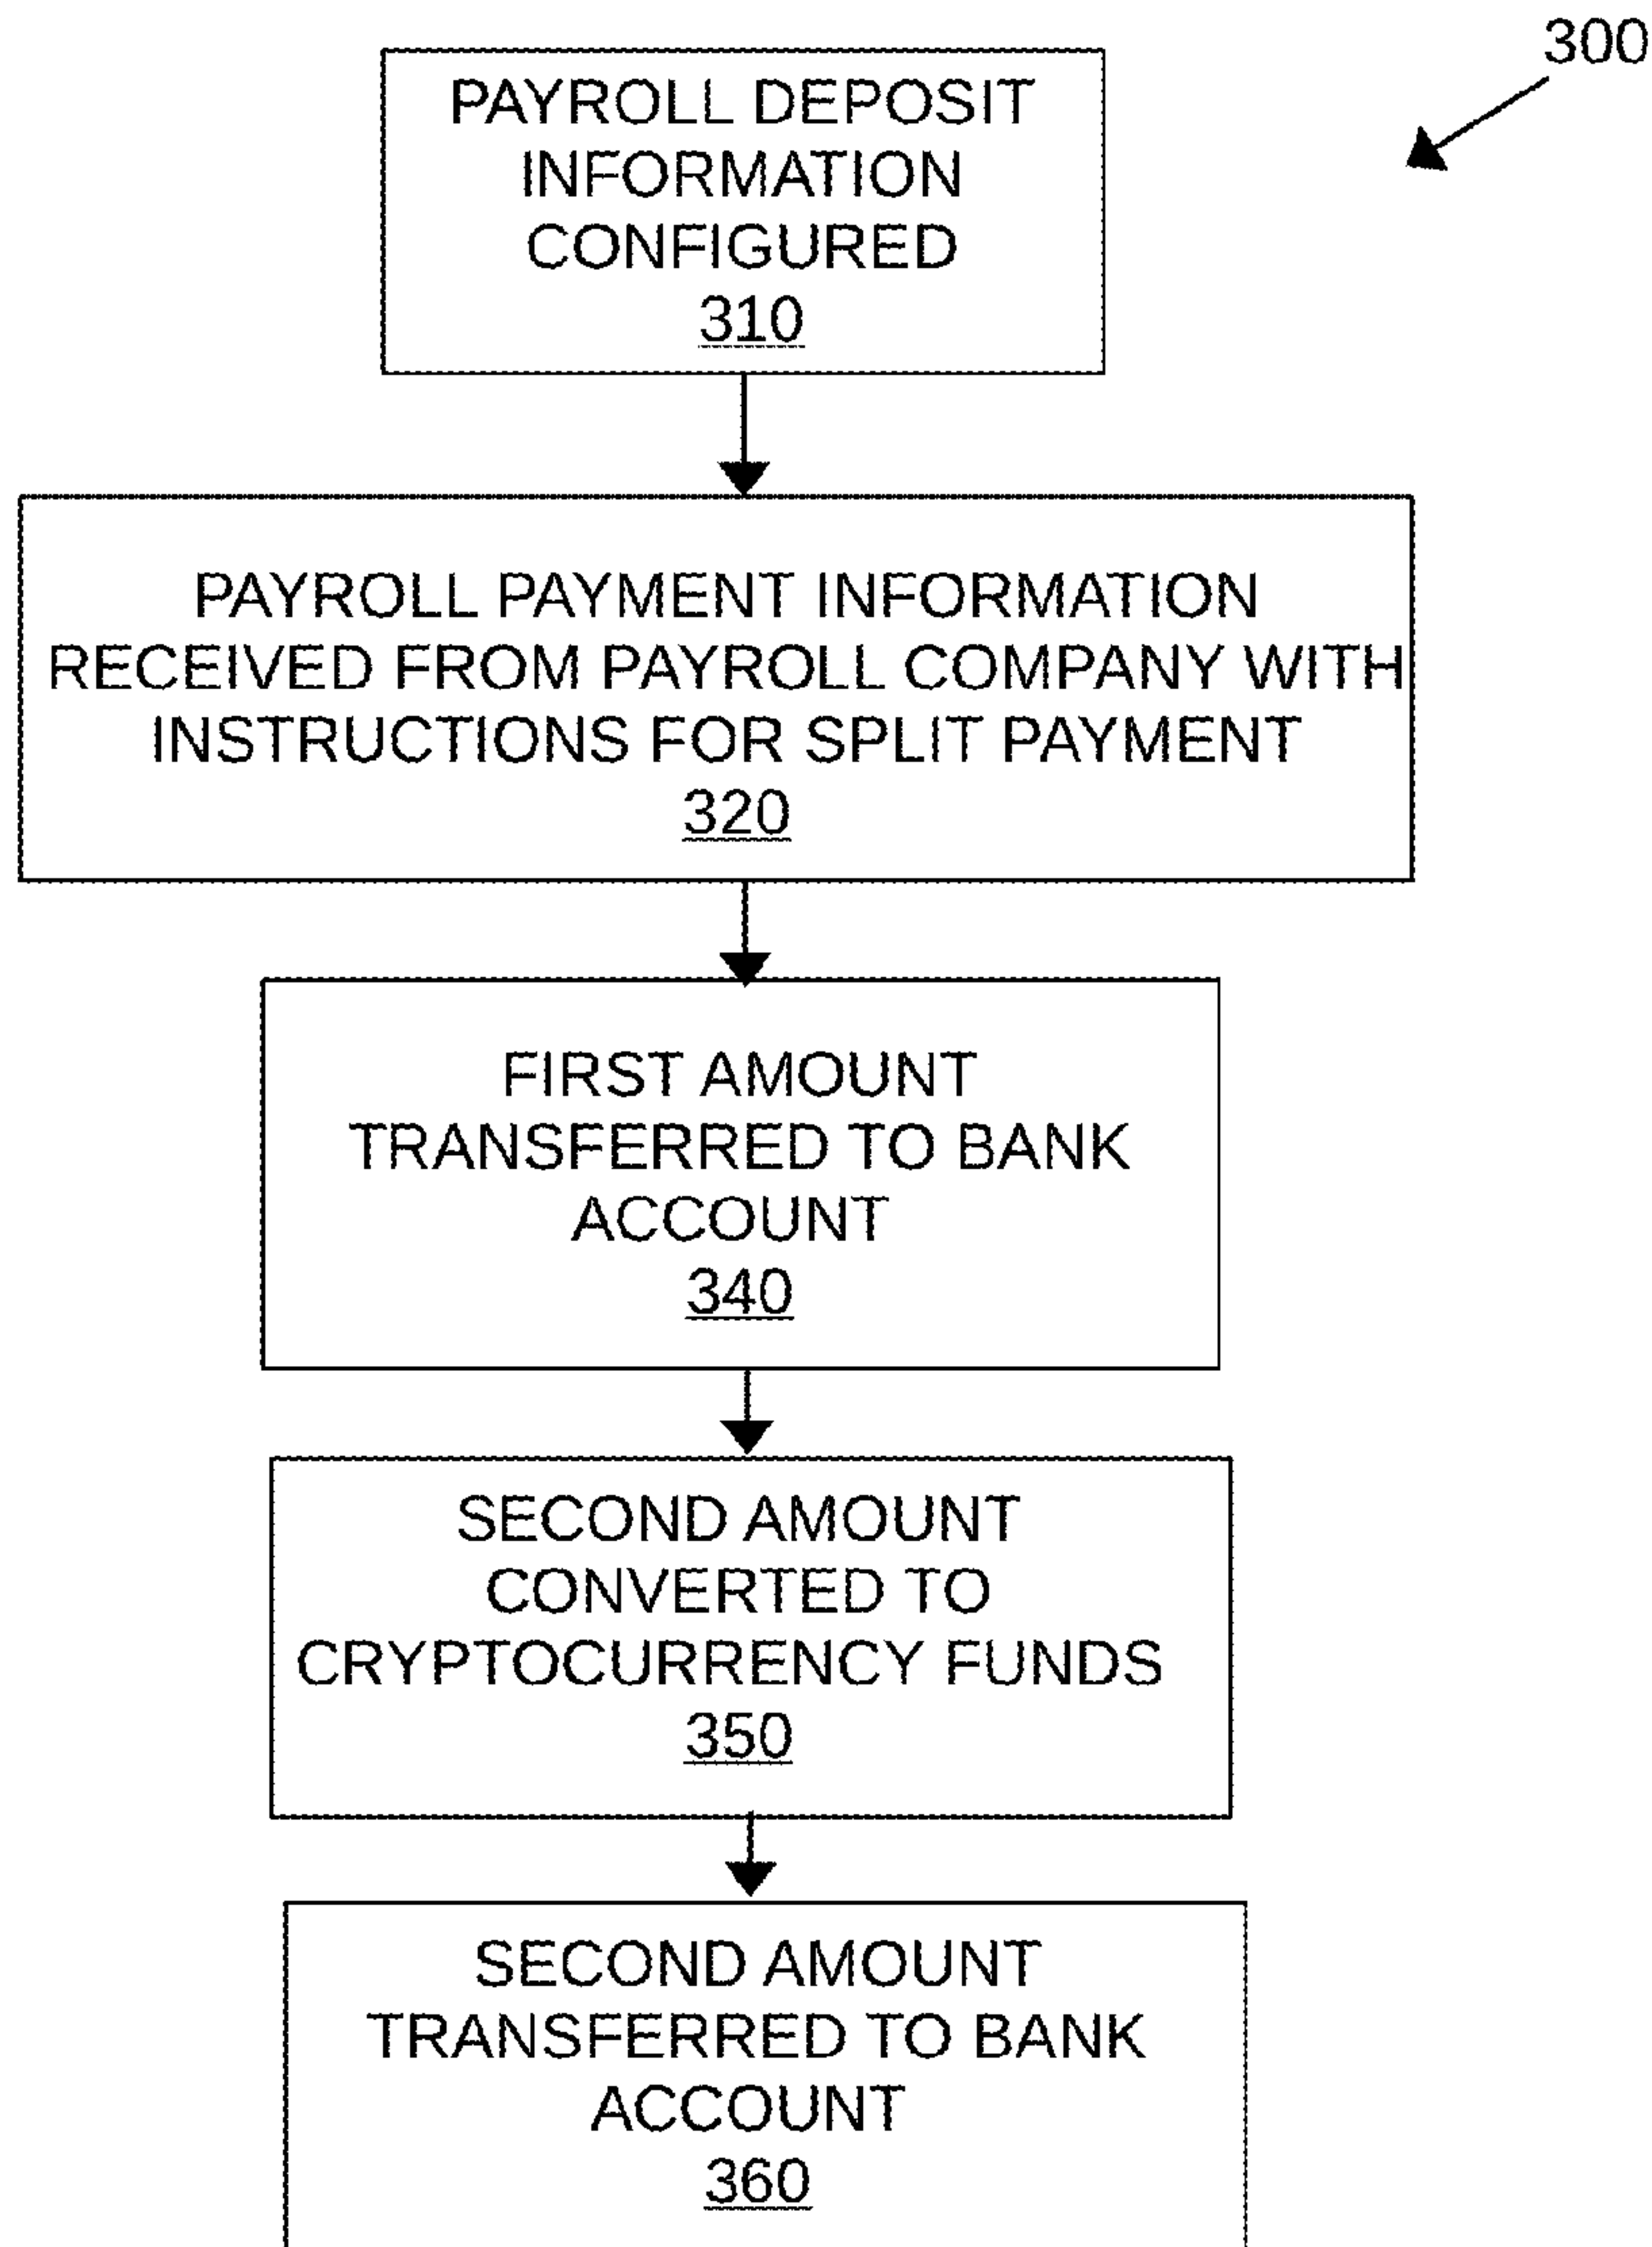 300
PAYROLL DEPOSIT
INFORMATION
CONFIGURED
310
PAYROLL PAYMENT INFORMATION
RECEIVED FROM PAYROLL COMPANY WITH
INSTRUCTIONS FOR SPLIT PAYMENT
320
FIRST AMOUNT
TRANSFERRED TO BANK
ACCOUNT
340
SECOND AMOUNT
CONVERTED TO
CRYPTOCURRENCY FUNDS
350
SECOND AMOUNT
TRANSFERRED TO BANK
ACCOUNT
360